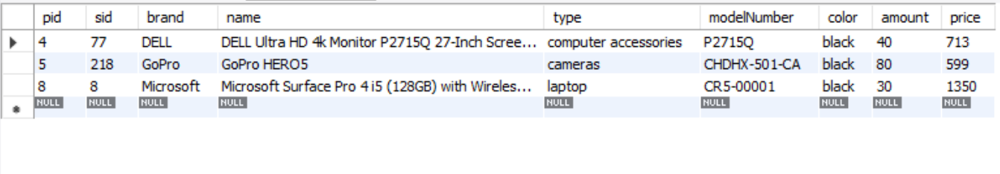 pid sid brand name type modelNumber color amount price
4 77 DELL DELL Ultra HD 4k Monitor P2715Q 27-Inch Scree... computer accessories P2715Q black 40 713
5 218 GoPro GoPro HERO5 cameras CHDHX-501-CA black 80 599
8 8 Microsoft Microsoft Surface Pro 4 i5 (128GB) with Wireles... laptop CR5-00001 black 30 1350
NULL NULL NULL NULL NULL NULL NULL NULL NULL